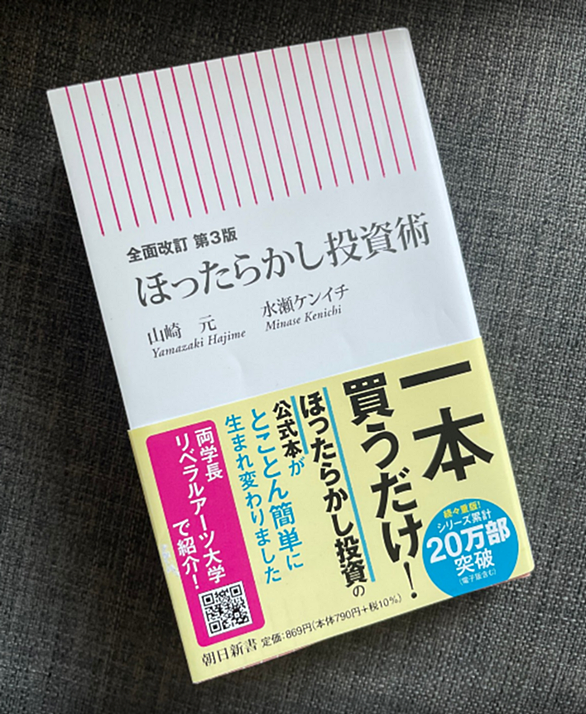 全面改訂 第3版
ほったらかし投資術
山崎 元
Yamazaki Hajime
水瀬ケンイチ
Minase Kenichi
一本
買うだけ!
ほったらかし投資の
公式本が
とことん簡単に
生まれ変わりました
両学長
リベラルアーツ大学
で紹介!
続々重版!
シリーズ累計
20万部
突破
(電子版含む)
朝日新書 定価:869円(本体790円+税10%)